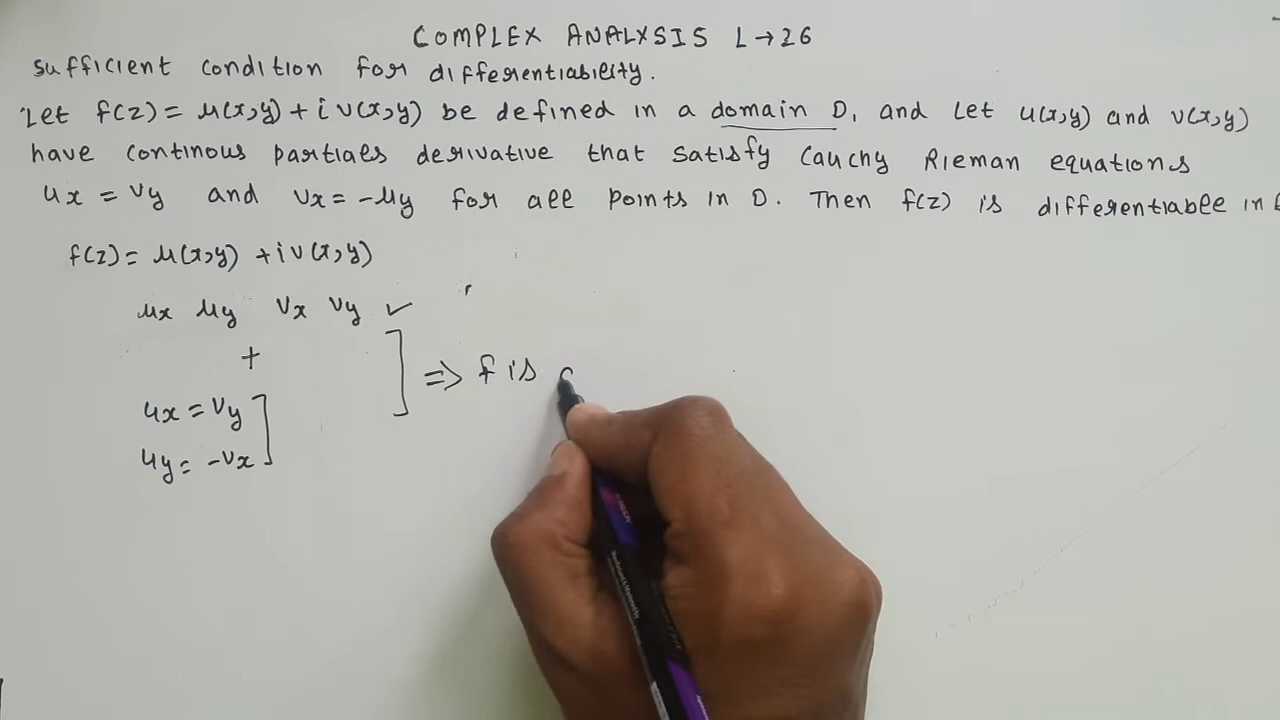 COMPLEX ANALYSIS L→26
Sufficient condition for differentiability.
Let f(z) = u(x,y) + i v(x,y) be defined in a domain D, and Let u(x,y) and v(x,y)
have continous partials derivative that satisfy Cauchy Rieman equations
ux = vy and vx = -uy for all points in D. Then f(z) is differentiable in
f(z) = u(x,y) + i v(x,y)
ux uy vx vy ✓
+
⇒ f is
ux = vy
uy = -vx